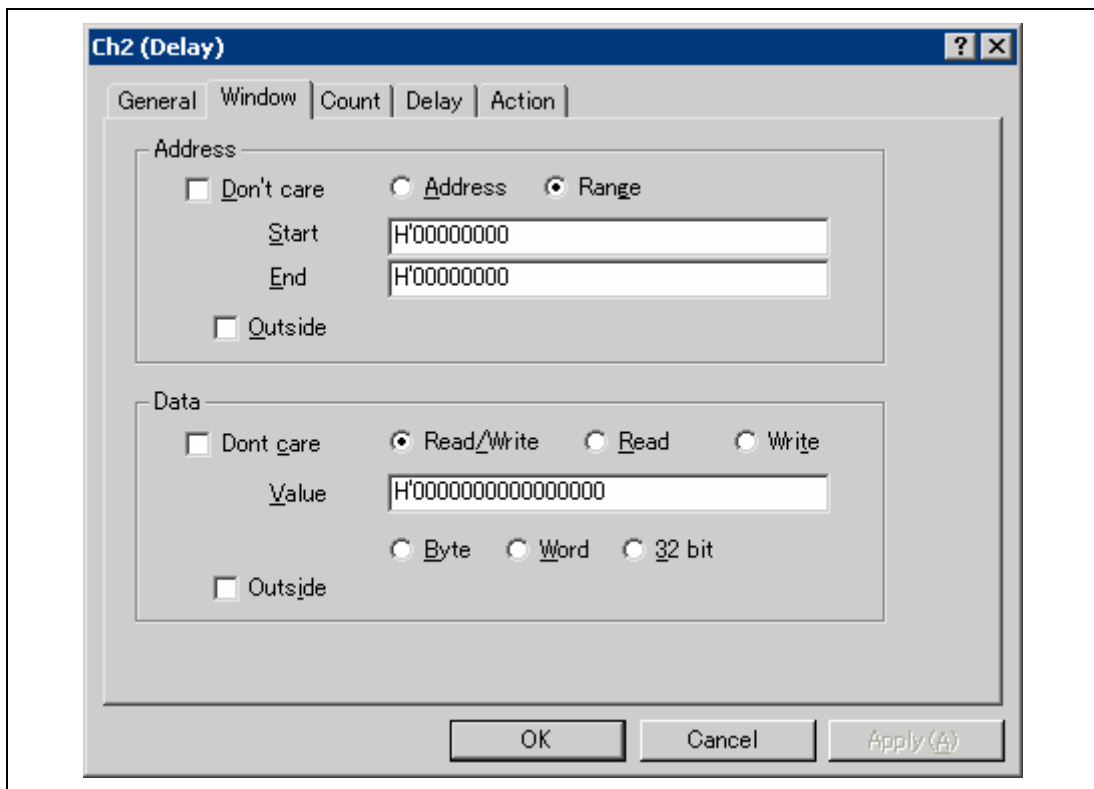 Ch2 (Delay)
General Window Count Delay Action
Address
Don't care Address Range
Start H'00000000
End H'00000000
Outside
Data
Dont care Read/Write Read Write
Value H'0000000000000000
Byte Word 32 bit
Outside
OK Cancel Apply (A)